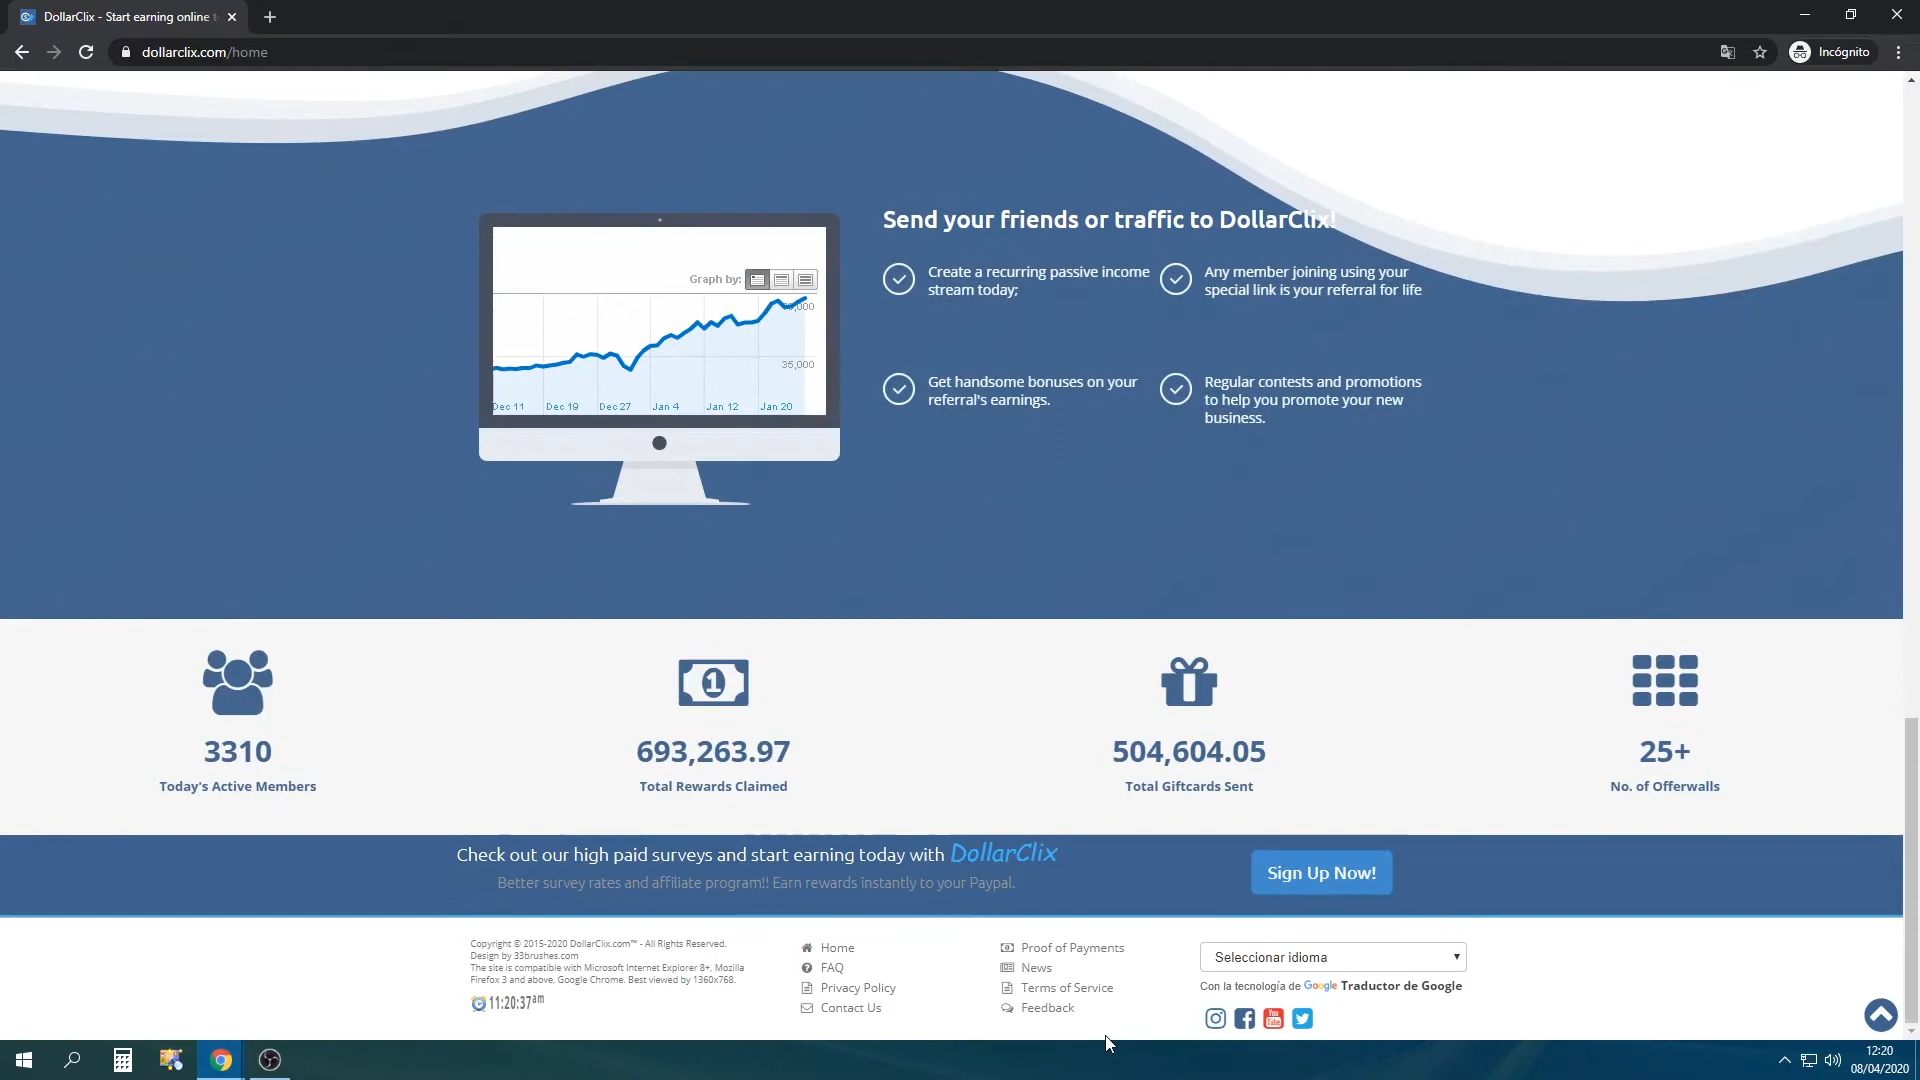 DollarClix - Start earning online t
dollarclix.com/home
Incógnito
Send your friends or traffic to DollarClix!
Create a recurring passive income
stream today;
Any member joining using your
special link is your referral for life
Get handsome bonuses on your
referral's earnings.
Regular contests and promotions
to help you promote your new
business.
Graph by:
35,000
Dec 11 Dec 19 Dec 27 Jan 4 Jan 12 Jan 20
3310
Today's Active Members
693,263.97
Total Rewards Claimed
504,604.05
Total Giftcards Sent
25+
No. of Offerwalls
Check out our high paid surveys and start earning today with DollarClix
Better survey rates and affiliate program!! Earn rewards instantly to your Paypal.
Sign Up Now!
Copyright © 2015-2020 DollarClix.com™ - All Rights Reserved.
Design by 33brushes.com
The site is compatible with Microsoft Internet Explorer 8+, Mozilla
Firefox 3 and above, Google Chrome. Best viewed by 1360x768.
11:20:37am
Home
FAQ
Privacy Policy
Contact Us
Proof of Payments
News
Terms of Service
Feedback
Seleccionar idioma
Con la tecnología de Google Traductor de Google
You
Tube
12:20
08/04/2020